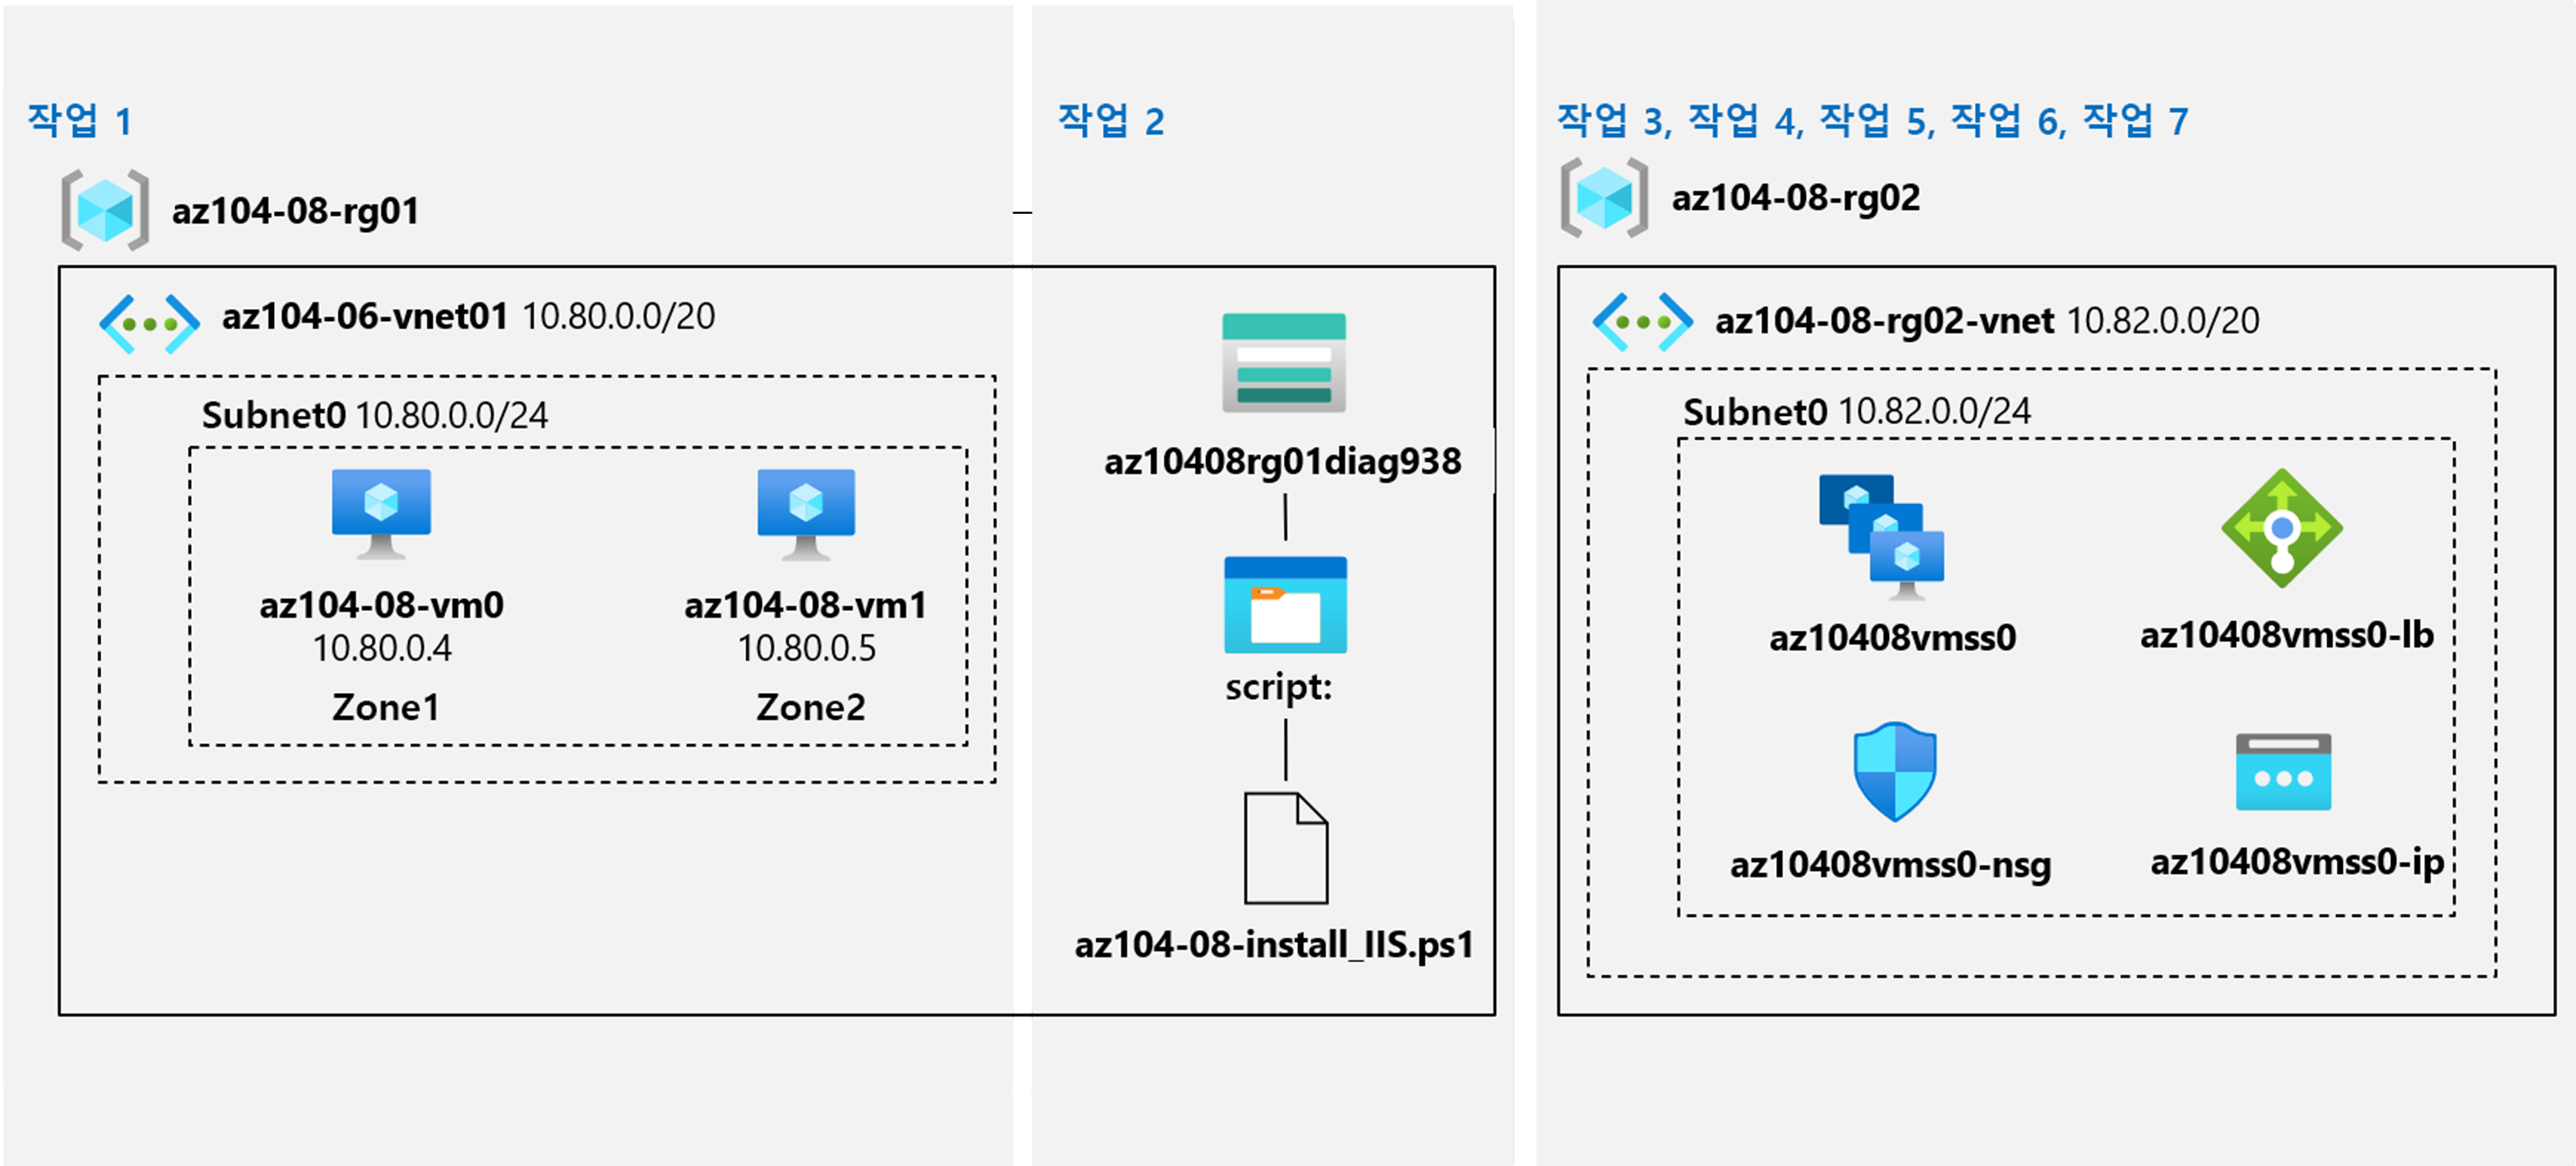 작업 1
az104-08-rg01
az104-06-vnet01 10.80.0.0/20
Subnet0 10.80.0.0/24
az104-08-vm0
10.80.0.4
Zone1
az104-08-vm1
10.80.0.5
Zone2
작업 2
az10408rg01diag938
script:
az104-08-install_IIS.ps1
작업 3, 작업 4, 작업 5, 작업 6, 작업 7
az104-08-rg02
az104-08-rg02-vnet 10.82.0.0/20
Subnet0 10.82.0.0/24
az10408vmss0
az10408vmss0-lb
az10408vmss0-nsg
az10408vmss0-ip